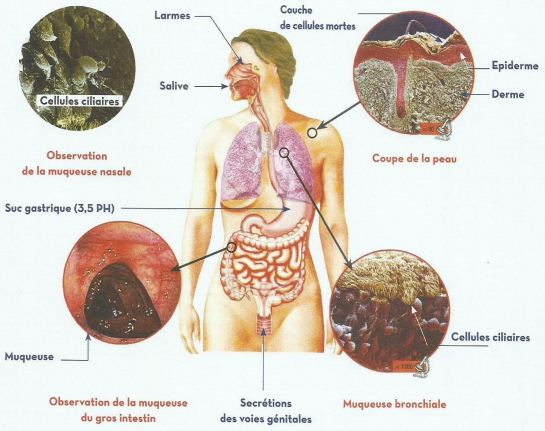 Larmes
Couche
de cellules mortes
Salive
Cellules ciliaires
Epiderme
Derme
x 80
Observation
de la muqueuse nasale
Coupe de la peau
Suc gastrique (3,5 PH)
Cellules ciliaires
Muqueuse
Observation de la muqueuse
du gros intestin
Secrétions
des voies génitales
Muqueuse bronchiale